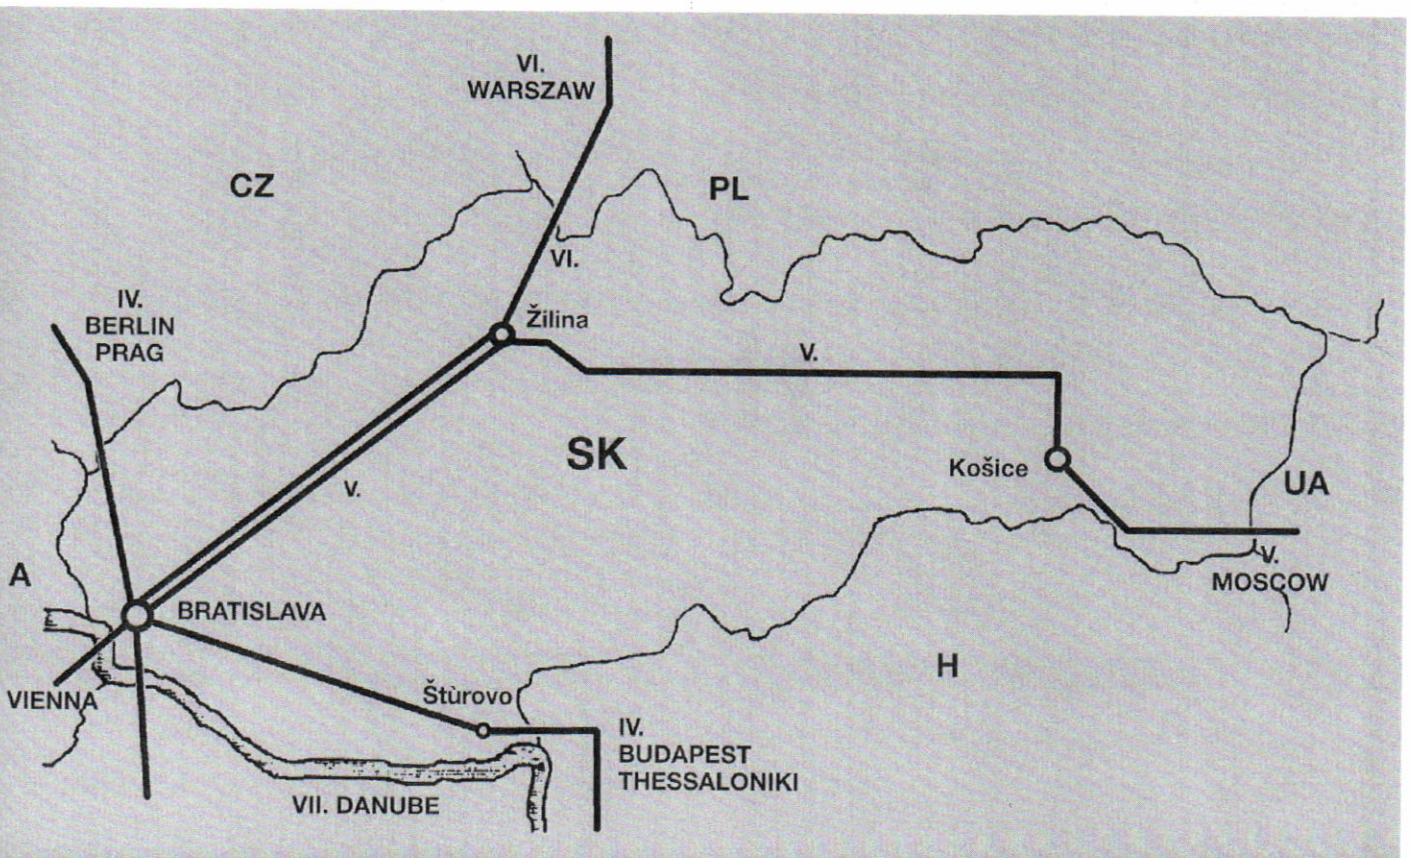 VI.
WARSZAW
CZ
PL
VI.
IV.
BERLIN
PRAG
Žilina
V.
SK
Košice
UA
V.
V.
MOSCOW
A
BRATISLAVA
H
VIENNA
Štùrovo
IV.
BUDAPEST
THESSALONIKI
VII. DANUBE